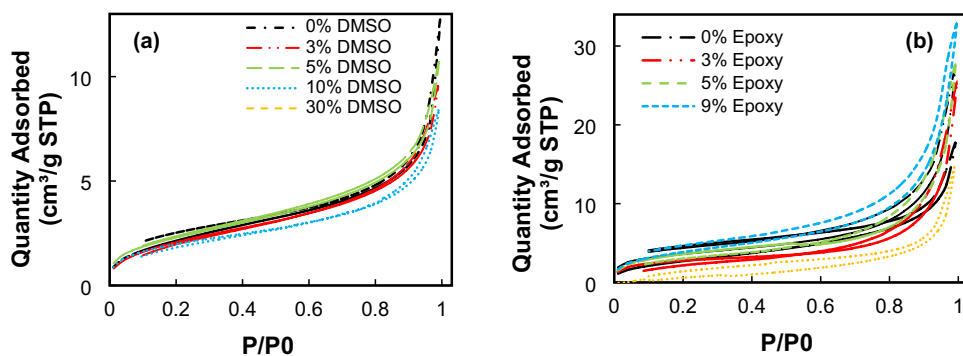 (a)
0% DMSO
3% DMSO
5% DMSO
10% DMSO
30% DMSO
Quantity Adsorbed
(cm³/g STP)
10
5
0
0
0.2
0.4
0.6
0.8
1
P/P0
(b)
0% Epoxy
3% Epoxy
5% Epoxy
9% Epoxy
Quantity Adsorbed
(cm³/g STP)
30
20
10
0
0
0.2
0.4
0.6
0.8
1
P/P0